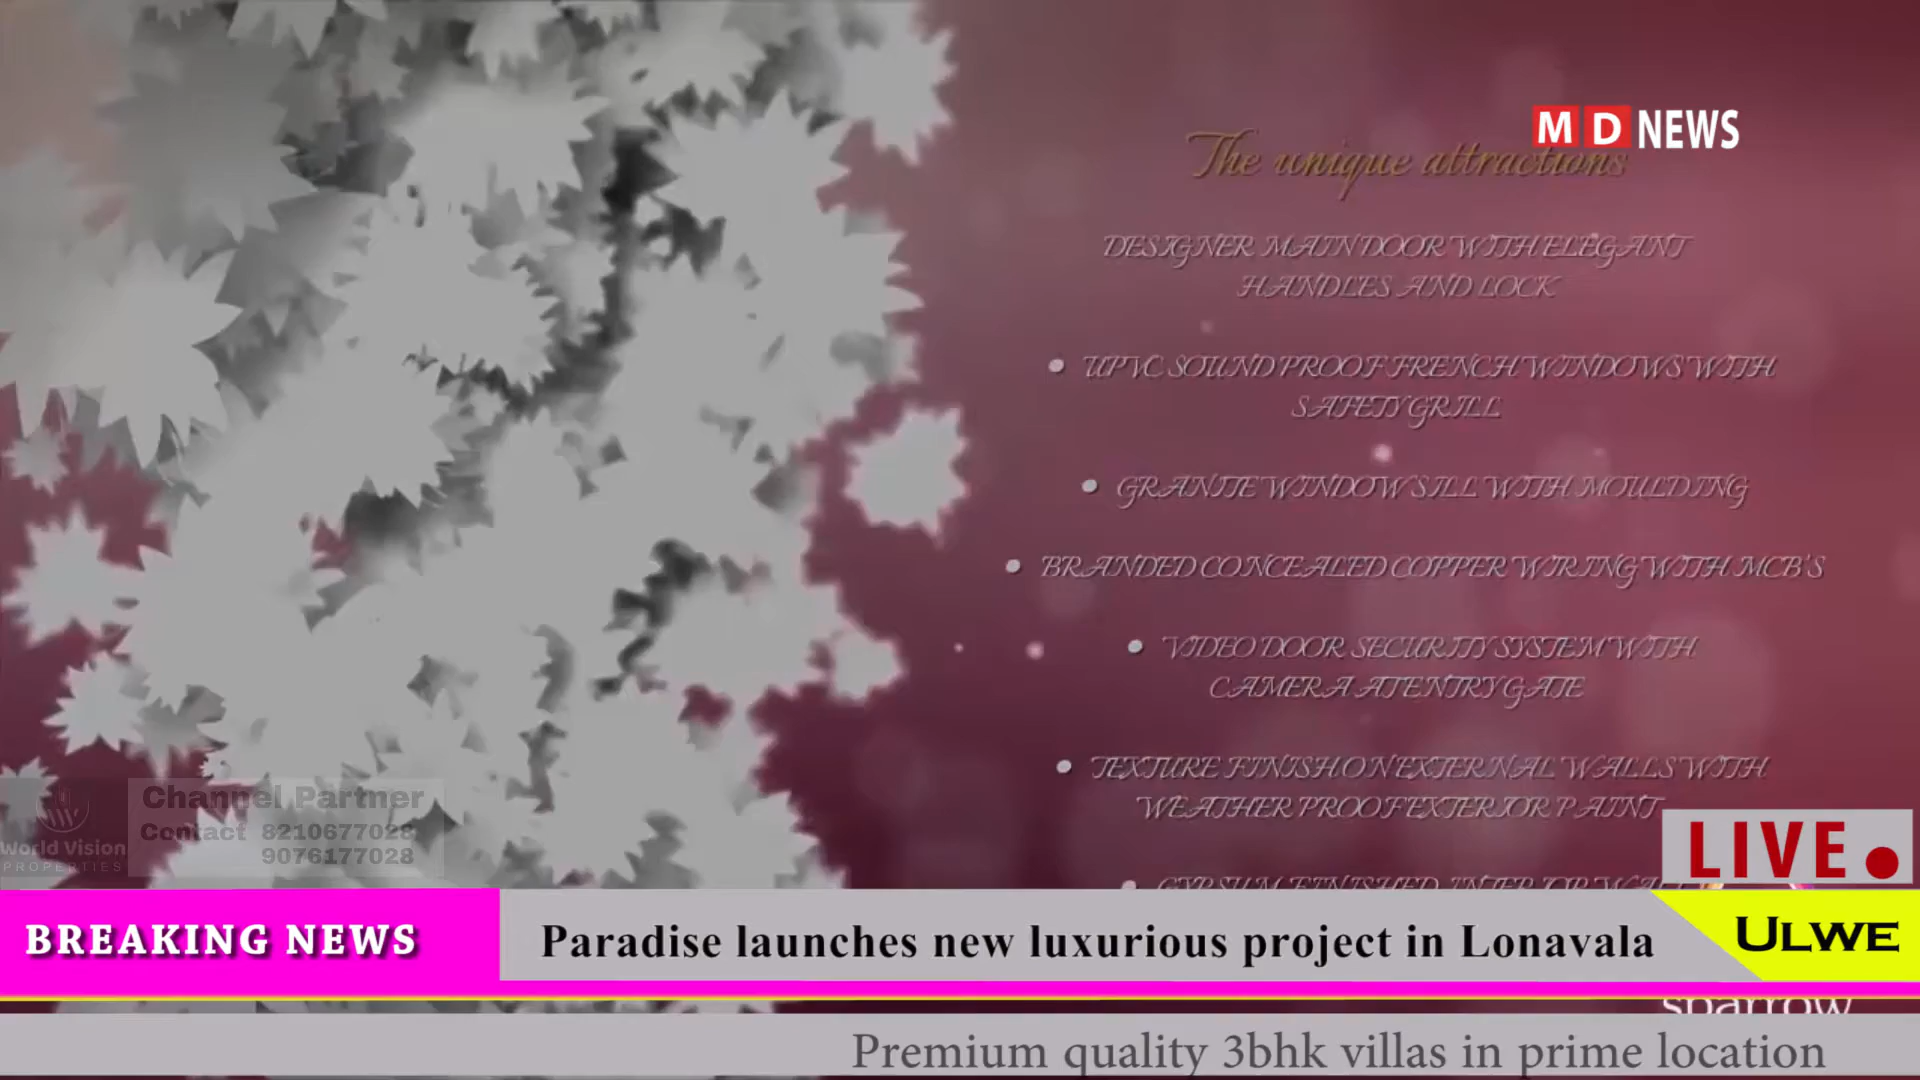 M D NEWS
The unique attractions
DESIGNER MAIN DOOR WITH ELEGANT
HANDLES AND LOCK
• UPVC SOUND PROOF FRENCH WINDOWS WITH
SAFETY GRILL
• GRANITE WINDOW SILL WITH MOULDING
• BRANDED CONCEALED COPPER WIRING WITH MCB'S
• VIDEO DOOR SECURITY SYSTEM WITH
CAMERA AT ENTRY GATE
• TEXTURE FINISH ON EXTERNAL WALLS WITH
WEATHER PROOF EXTERIOR PAINT
• GYPSUM FINISHED INTERIOR
World Vision
PROPERTIES
Channel Partner
Contact 8210677028
9076177028
LIVE
BREAKING NEWS
Paradise launches new luxurious project in Lonavala
ULWE
sparrow
Premium quality 3bhk villas in prime location